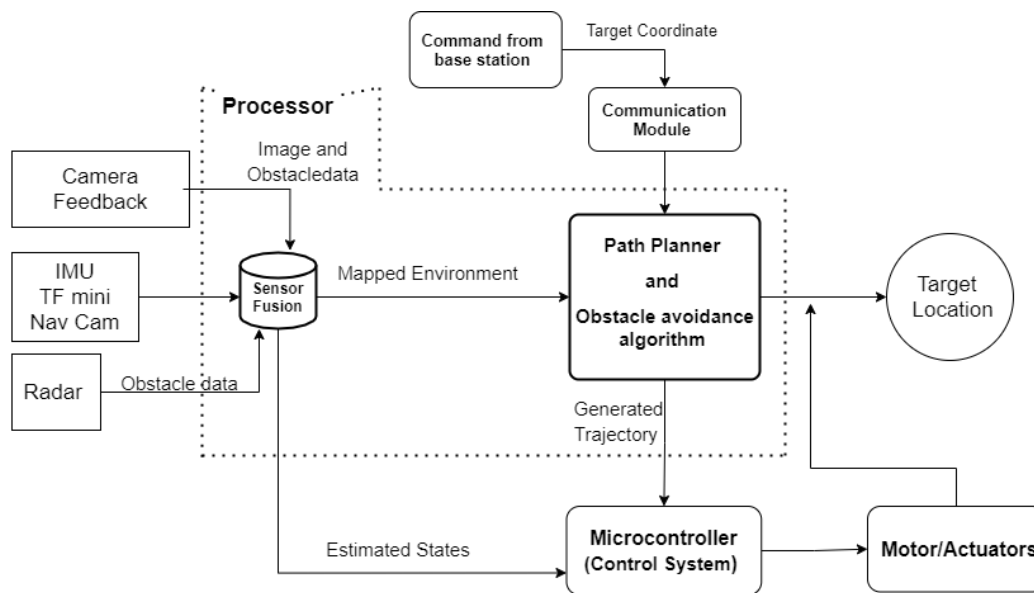 Command from
base station
Target Coordinate
Communication
Module
Processor
Image and
Obstacledata
Camera
Feedback
IMU
TF mini
Nav Cam
Sensor
Fusion
Mapped Environment
Path Planner
and
Obstacle avoidance
algorithm
Target
Location
Radar
Obstacle data
Generated
Trajectory
Estimated States
Microcontroller
(Control System)
Motor/Actuators